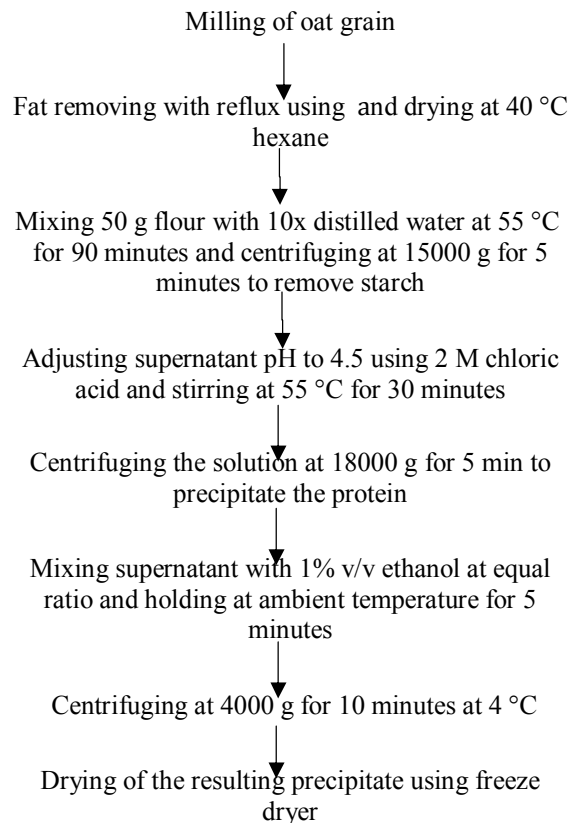 Milling of oat grain
Fat removing with reflux using and drying at 40 °C
hexane
Mixing 50 g flour with 10x distilled water at 55 °C
for 90 minutes and centrifuging at 15000 g for 5
minutes to remove starch
Adjusting supernatant pH to 4.5 using 2 M chloric
acid and stirring at 55 °C for 30 minutes
Centrifuging the solution at 18000 g for 5 min to
precipitate the protein
Mixing supernatant with 1% v/v ethanol at equal
ratio and holding at ambient temperature for 5
minutes
Centrifuging at 4000 g for 10 minutes at 4 °C
Drying of the resulting precipitate using freeze
dryer